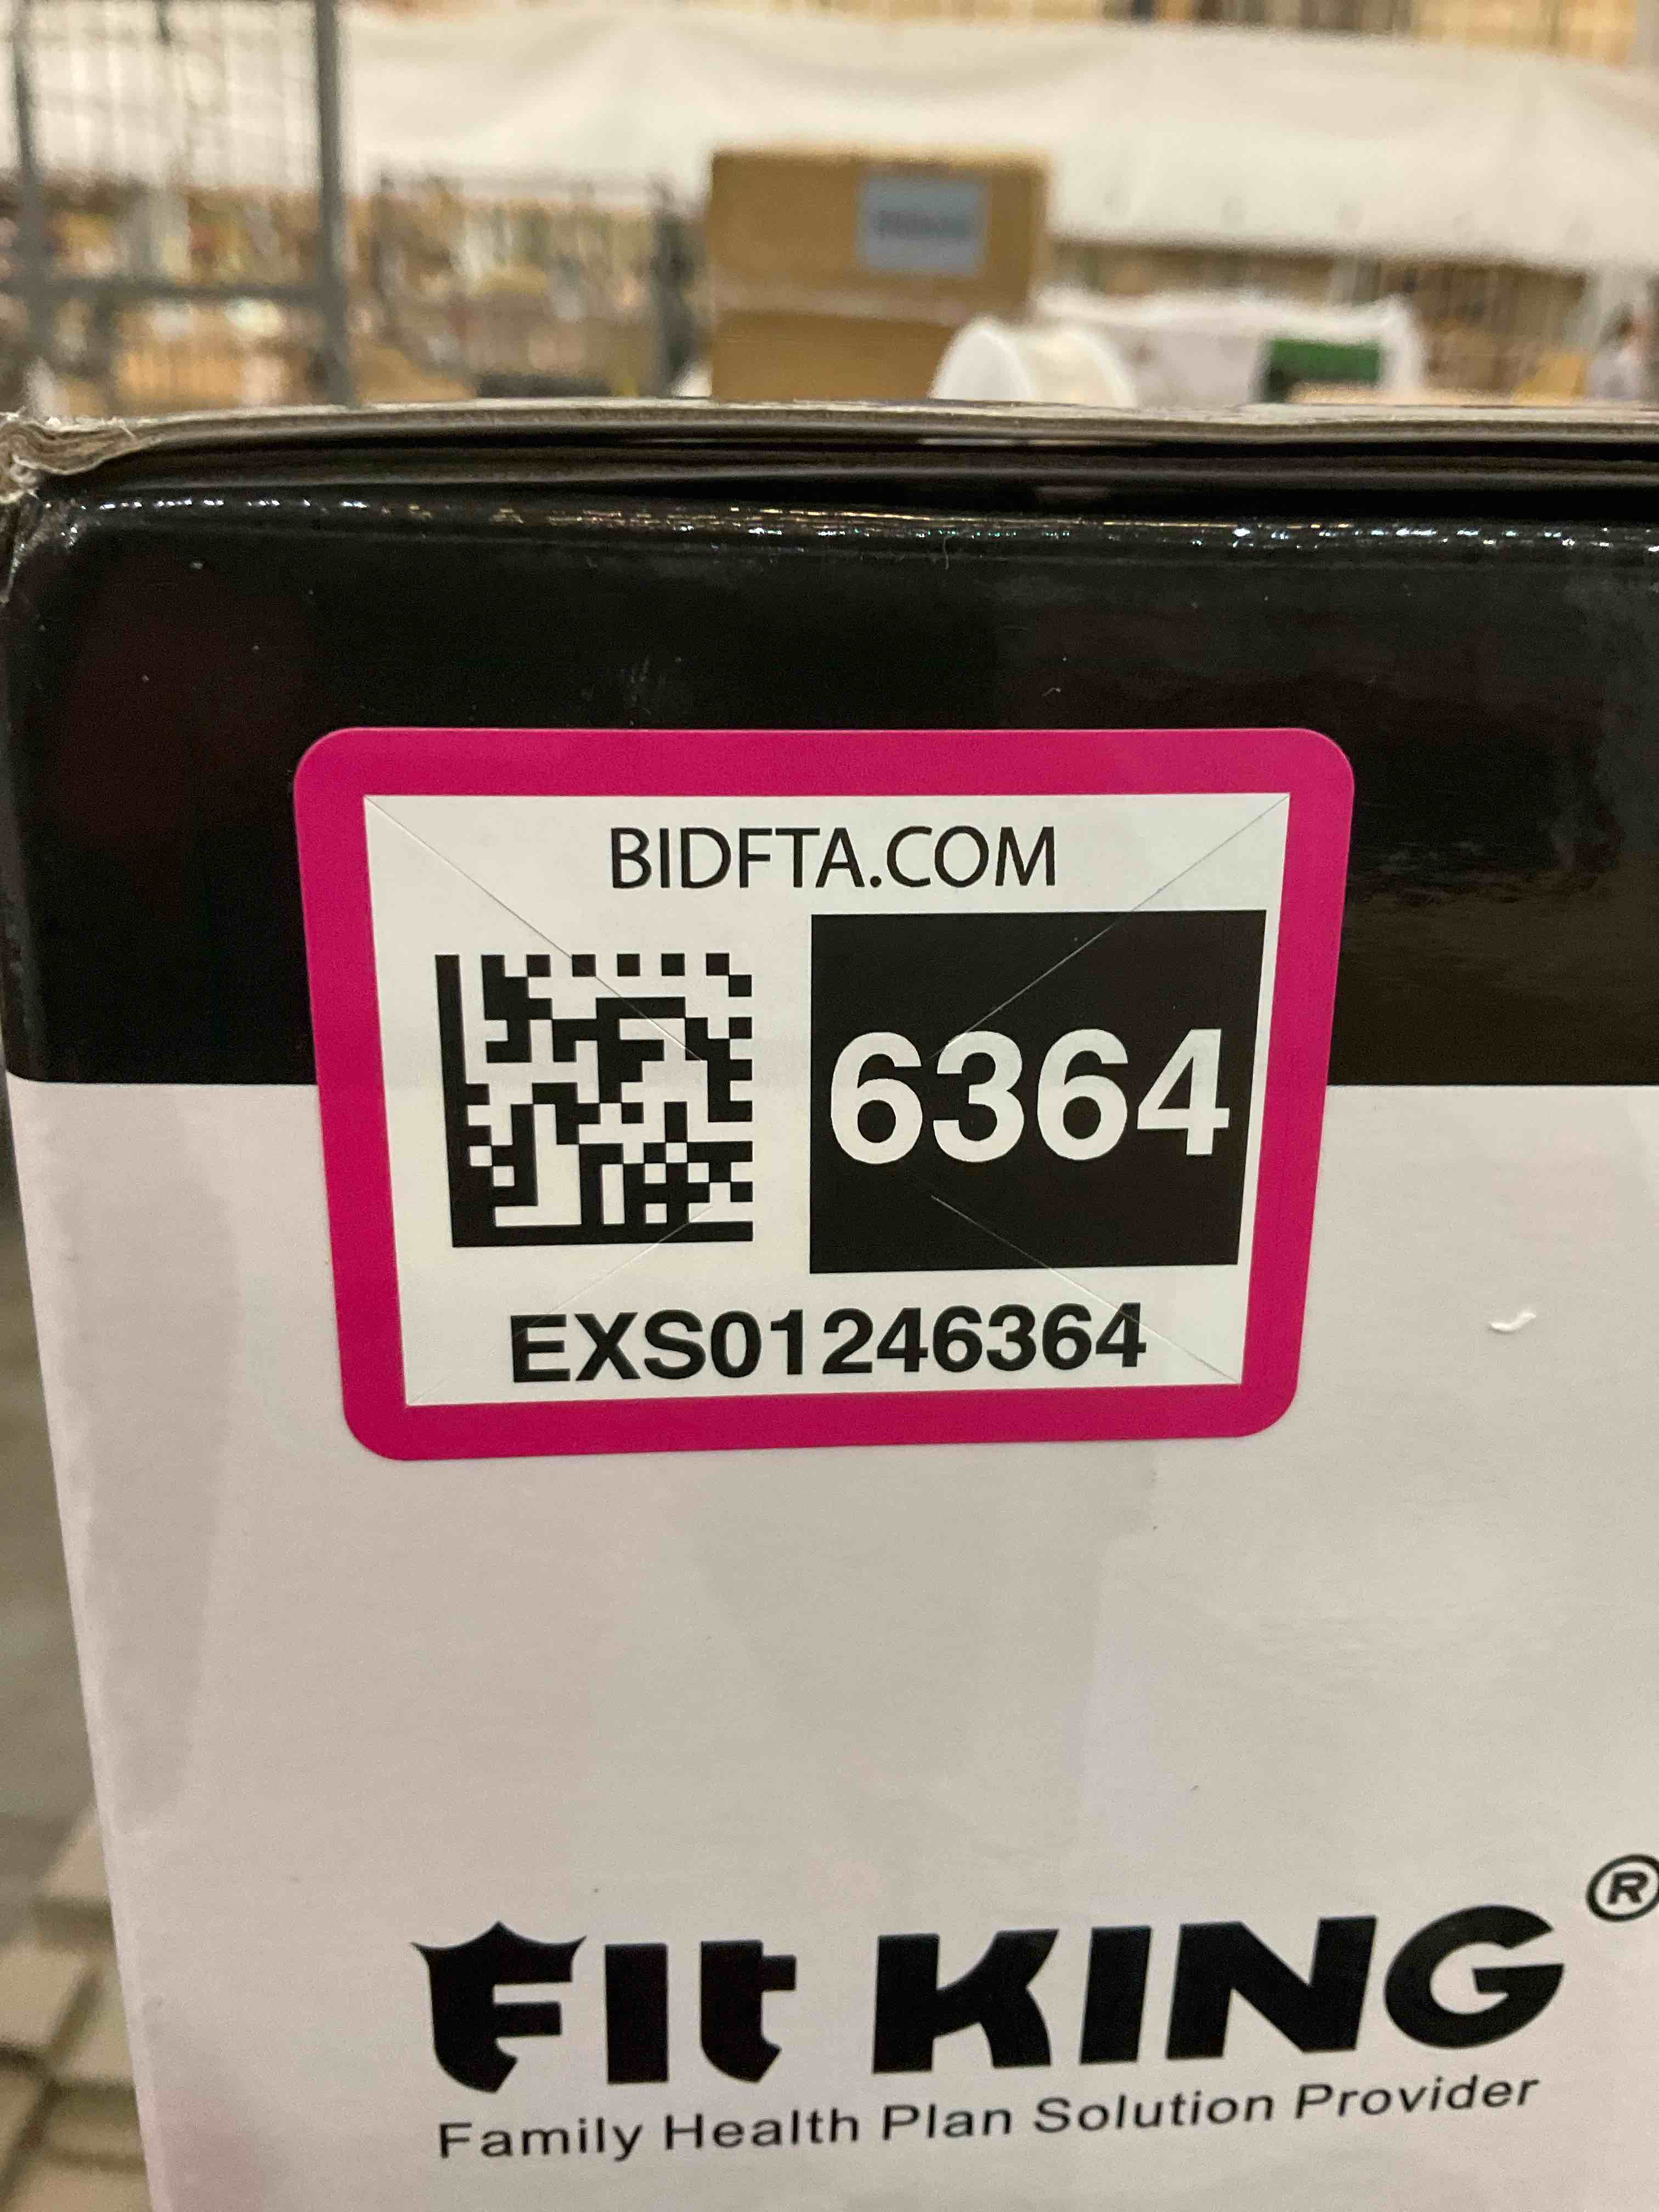 BIDFTA.COM
6364
EXS01246364
Fit KING®
Family Health Plan Solution Provider